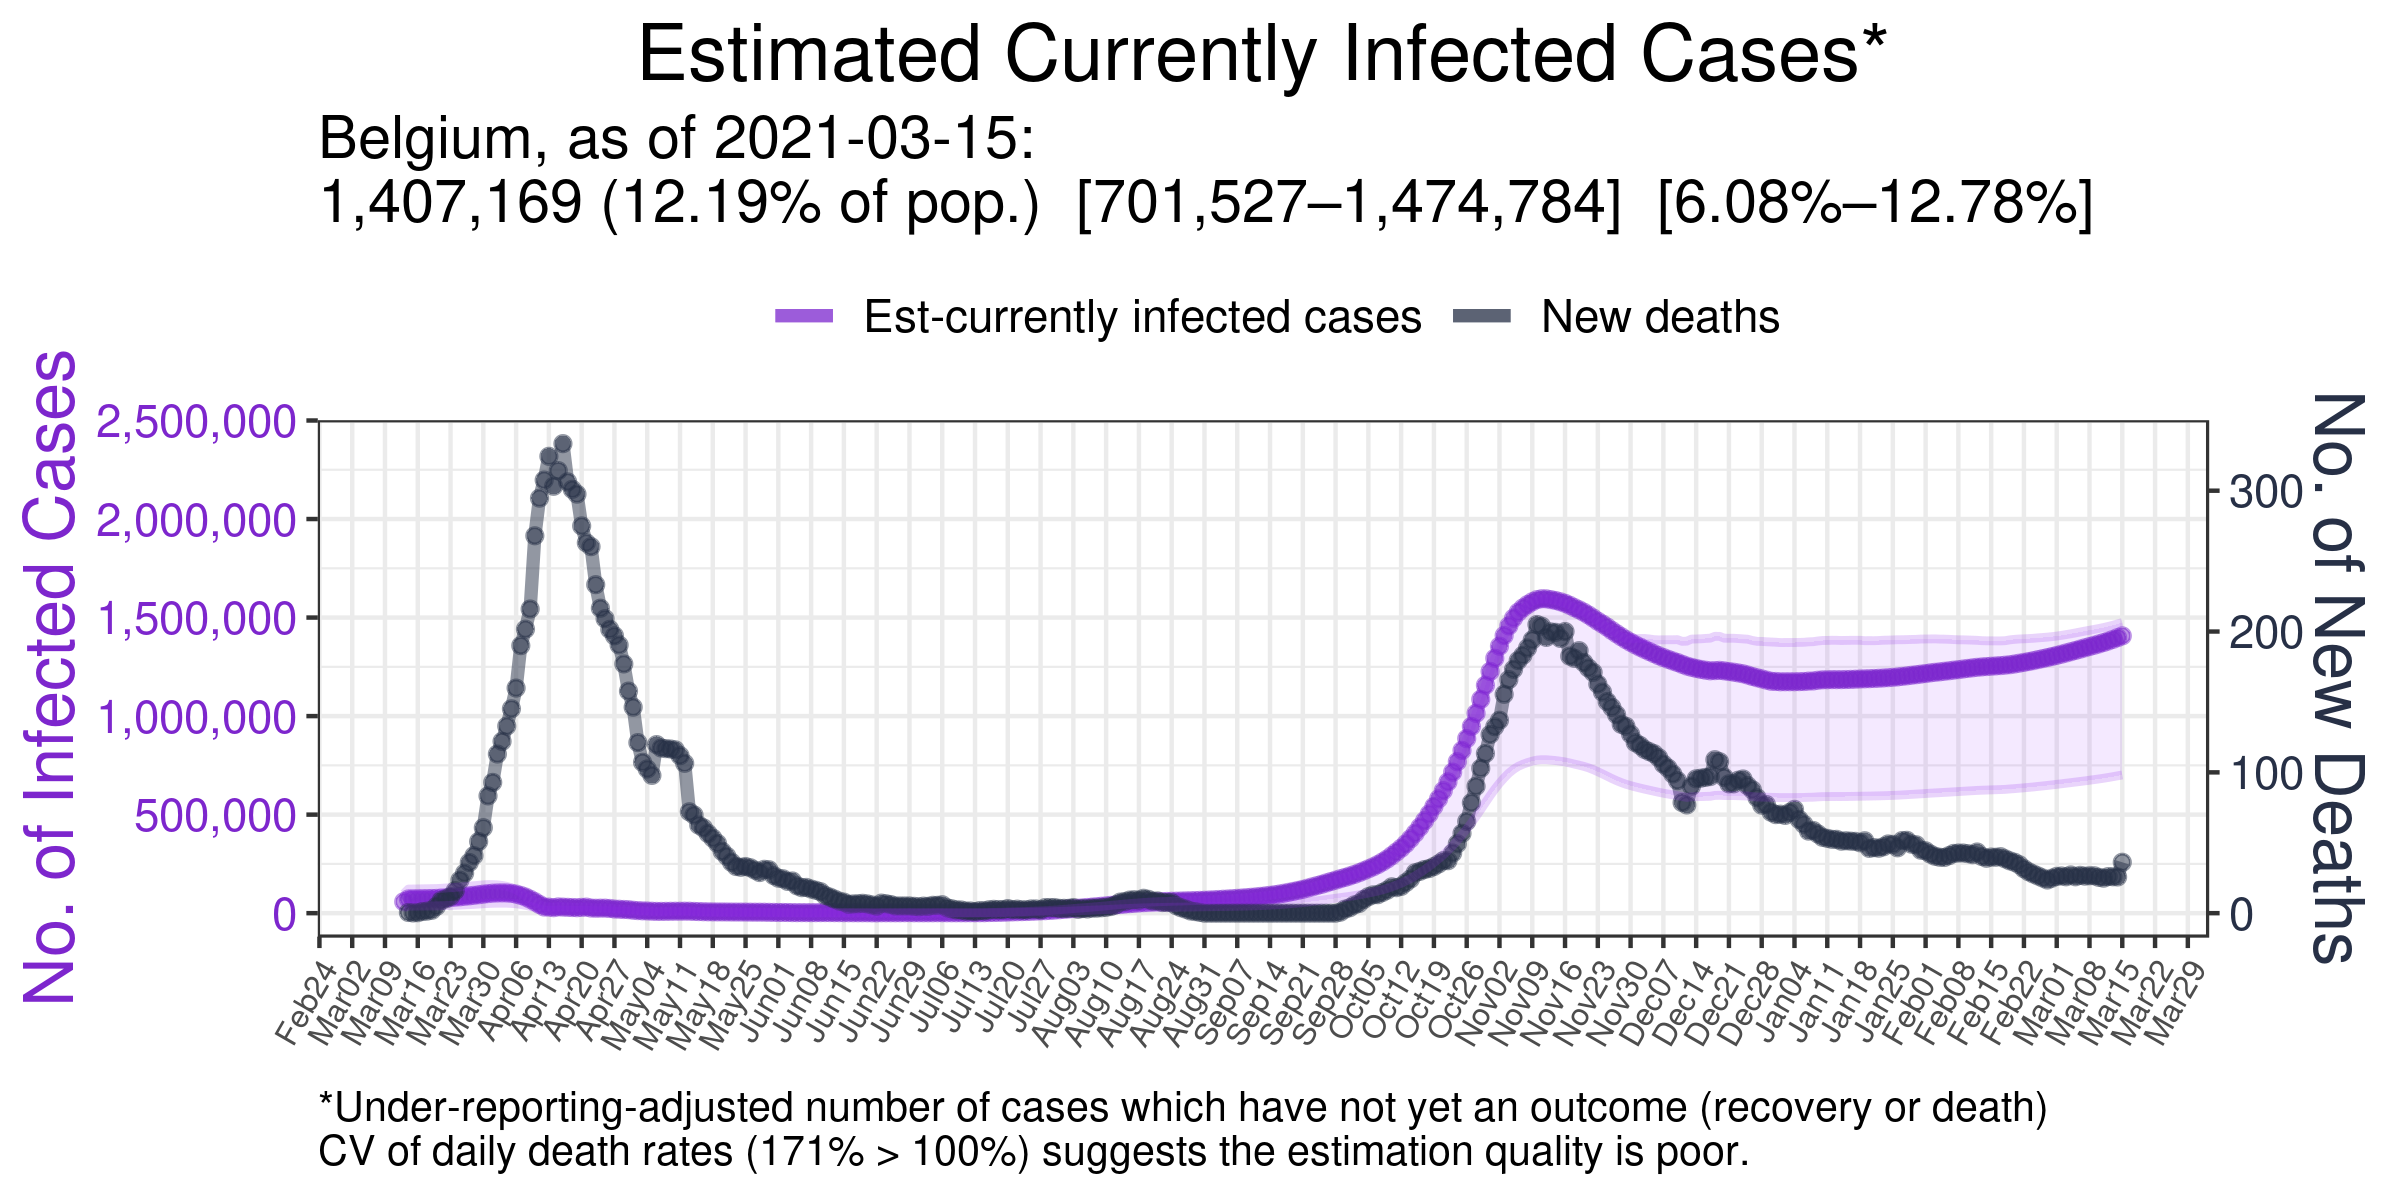 Estimated Currently Infected Cases*
Belgium, as of 2021-03-15:
1,407,169 (12.19% of pop.) [701,527–1,474,784] [6.08%–12.78%]
Est-currently infected cases New deaths
No. of Infected Cases
2,500,000
2,000,000
1,500,000
1,000,000
500,000
0
300
200
100
0
No. of New Deaths
Feb24 Mar02 Mar09 Mar16 Mar23 Mar30 Apr06 Apr13 Apr20 Apr27 May04 May11 May18 May25 Jun01 Jun08 Jun15 Jun22 Jun29 Jul06 Jul13 Jul20 Jul27 Aug03 Aug10 Aug17 Aug24 Aug31 Sep07 Sep14 Sep21 Sep28 Oct05 Oct12 Oct19 Oct26 Nov02 Nov09 Nov16 Nov23 Nov30 Dec07 Dec14 Dec21 Dec28 Jan04 Jan11 Jan18 Jan25 Feb01 Feb08 Feb15 Feb22 Mar01 Mar08 Mar15 Mar22 Mar29
*Under-reporting-adjusted number of cases which have not yet an outcome (recovery or death)
CV of daily death rates (171% > 100%) suggests the estimation quality is poor.